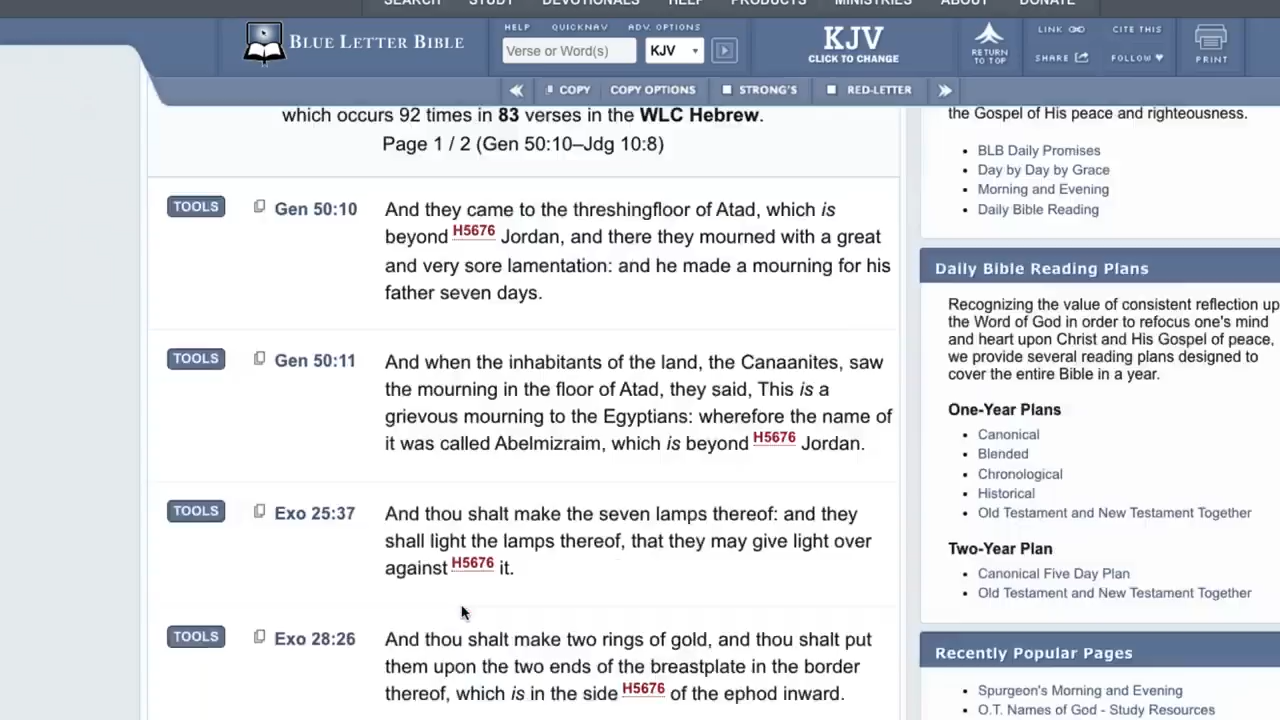 SEARCH STUDY DEVOTIONALS HELP PRODUCTS MINISTRIES ABOUT DONATE
BLUE LETTER BIBLE
HELP QUICKNAV ADV. OPTIONS
Verse or Word(s) KJV
KJV
CLICK TO CHANGE
RETURN
TO TOP
LINK CITE THIS
SHARE FOLLOW
PRINT
COPY COPY OPTIONS STRONG'S RED-LETTER
which occurs 92 times in 83 verses in the WLC Hebrew.
Page 1 / 2 (Gen 50:10–Jdg 10:8)
TOOLS Gen 50:10
And they came to the threshingfloor of Atad, which is
beyond H5676 Jordan, and there they mourned with a great
and very sore lamentation: and he made a mourning for his
father seven days.
TOOLS Gen 50:11
And when the inhabitants of the land, the Canaanites, saw
the mourning in the floor of Atad, they said, This is a
grievous mourning to the Egyptians: wherefore the name of
it was called Abelmizraim, which is beyond H5676 Jordan.
TOOLS Exo 25:37
And thou shalt make the seven lamps thereof: and they
shall light the lamps thereof, that they may give light over
against H5676 it.
TOOLS Exo 28:26
And thou shalt make two rings of gold, and thou shalt put
them upon the two ends of the breastplate in the border
thereof, which is in the side H5676 of the ephod inward.
the Gospel of His peace and righteousness.
BLB Daily Promises
Day by Day by Grace
Morning and Evening
Daily Bible Reading
Daily Bible Reading Plans
Recognizing the value of consistent reflection up
the Word of God in order to refocus one's mind
and heart upon Christ and His Gospel of peace,
we provide several reading plans designed to
cover the entire Bible in a year.
One-Year Plans
Canonical
Blended
Chronological
Historical
Old Testament and New Testament Together
Two-Year Plan
Canonical Five Day Plan
Old Testament and New Testament Together
Recently Popular Pages
Spurgeon's Morning and Evening
O.T. Names of God - Study Resources